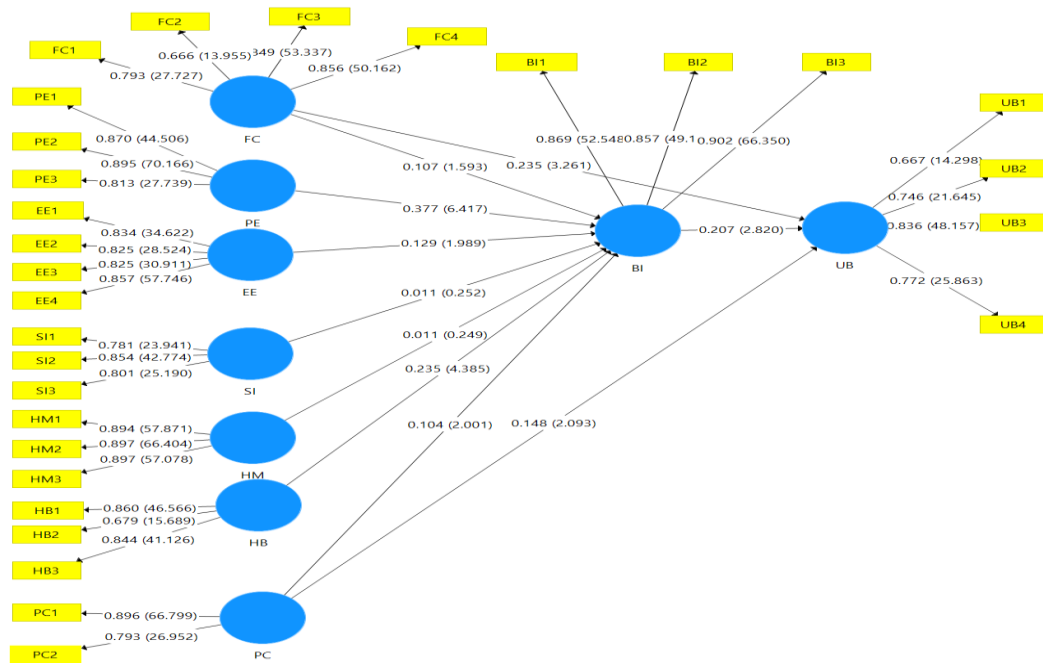 FC2
FC3
FC1
FC4
0.666 (13.955)
349 (53.337)
0.793 (27.727)
0.856 (50.162)
BI1
BI2
BI3
PE1
FC
UB1
0.870 (44.506)
0.869 (52.548
0.857 (49.1
0.902 (66.350)
PE2
0.895 (70.166)
0.107 (1.593)
0.235 (3.261)
0.667 (14.298)
UB2
PE3
0.813 (27.739)
0.746 (21.645)
EE1
PE
0.377 (6.417)
0.834 (34.622)
0.207 (2.820)
0.836 (48.157)
UB3
EE2
0.825 (28.524)
0.129 (1.989)
BI
UB
EE3
0.825 (30.911)
EE4
0.857 (57.746)
EE
0.772 (25.863)
0.011 (0.252)
UB4
SI1
0.781 (23.941)
SI2
0.854 (42.774)
0.011 (0.249)
SI3
0.801 (25.190)
SI
0.235 (4.385)
HM1
0.894 (57.871)
0.104 (2.001)
0.148 (2.093)
HM2
0.897 (66.404)
HM3
0.897 (57.078)
HM
HB1
0.860 (46.566)
HB2
0.679 (15.689)
HB
0.844 (41.126)
HB3
PC1
0.896 (66.799)
0.793 (26.952)
PC2
PC